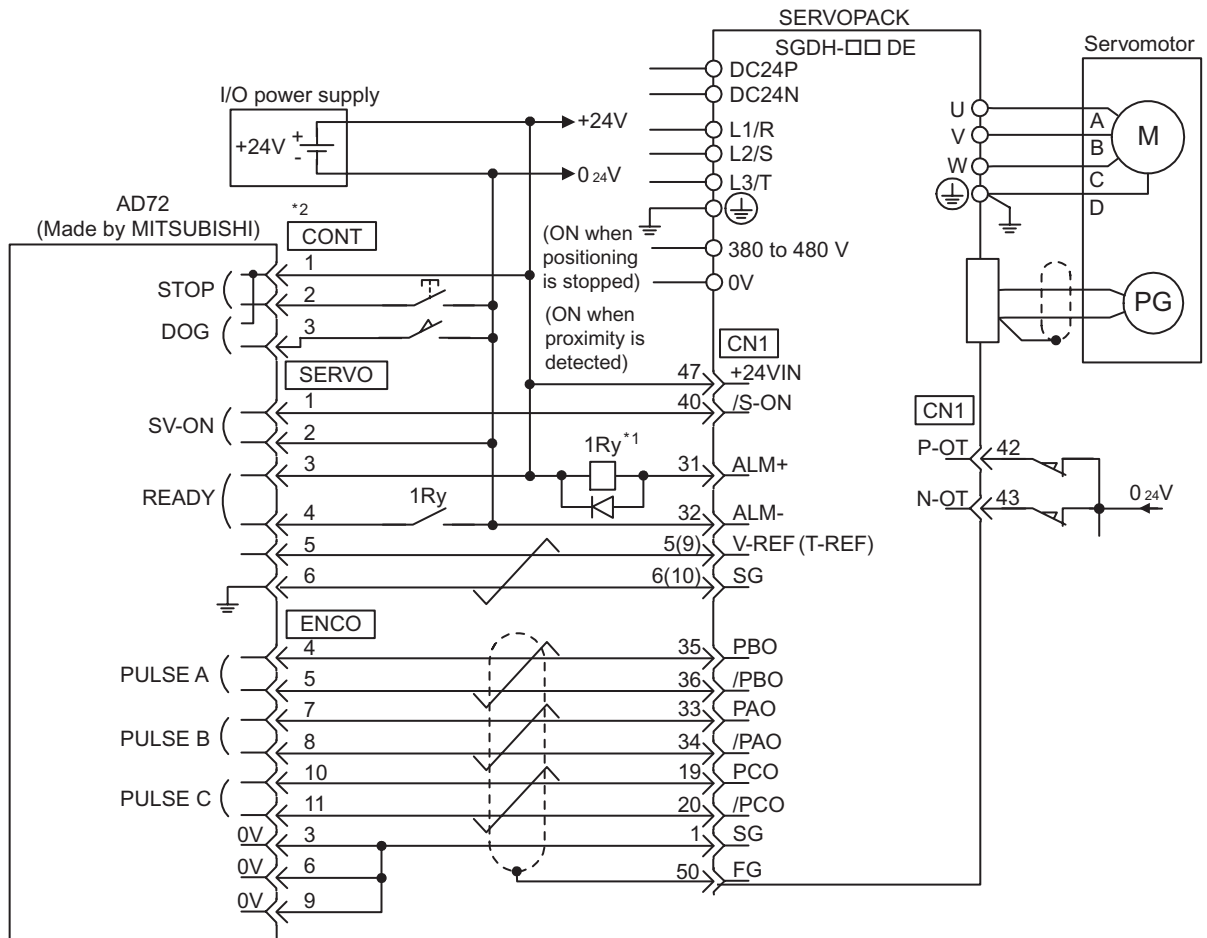 SERVOPACK
SGDH-□□ DE
Servomotor
DC24P
DC24N
L1/R
L2/S
L3/T
380 to 480 V
0V
U
V
W
A
B
C
D
M
PG
I/O power supply
+24V
+
-
+24V
0 24V
AD72
(Made by MITSUBISHI)
*2
CONT
STOP
1
2
DOG
3
(ON when
positioning
is stopped)
(ON when
proximity is
detected)
SERVO
SV-ON
1
2
READY
3
4
5
6
1Ry
1Ry*1
CN1
47 +24VIN
40 /S-ON
31 ALM+
32 ALM-
5(9) V-REF (T-REF)
6(10) SG
CN1
P-OT 42
N-OT 43
0 24V
ENCO
PULSE A
4
5
PULSE B
7
8
PULSE C
10
11
0V 3
0V 6
0V 9
35 PBO
36 /PBO
33 PAO
34 /PAO
19 PCO
20 /PCO
1 SG
50 FG